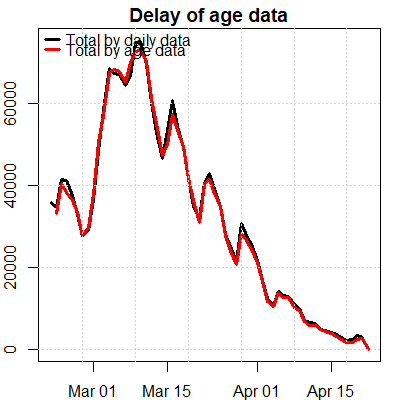 Delay of age data
Total by daily data
Total by age data
60000
40000
20000
0
Mar 01 Mar 15 Apr 01 Apr 15